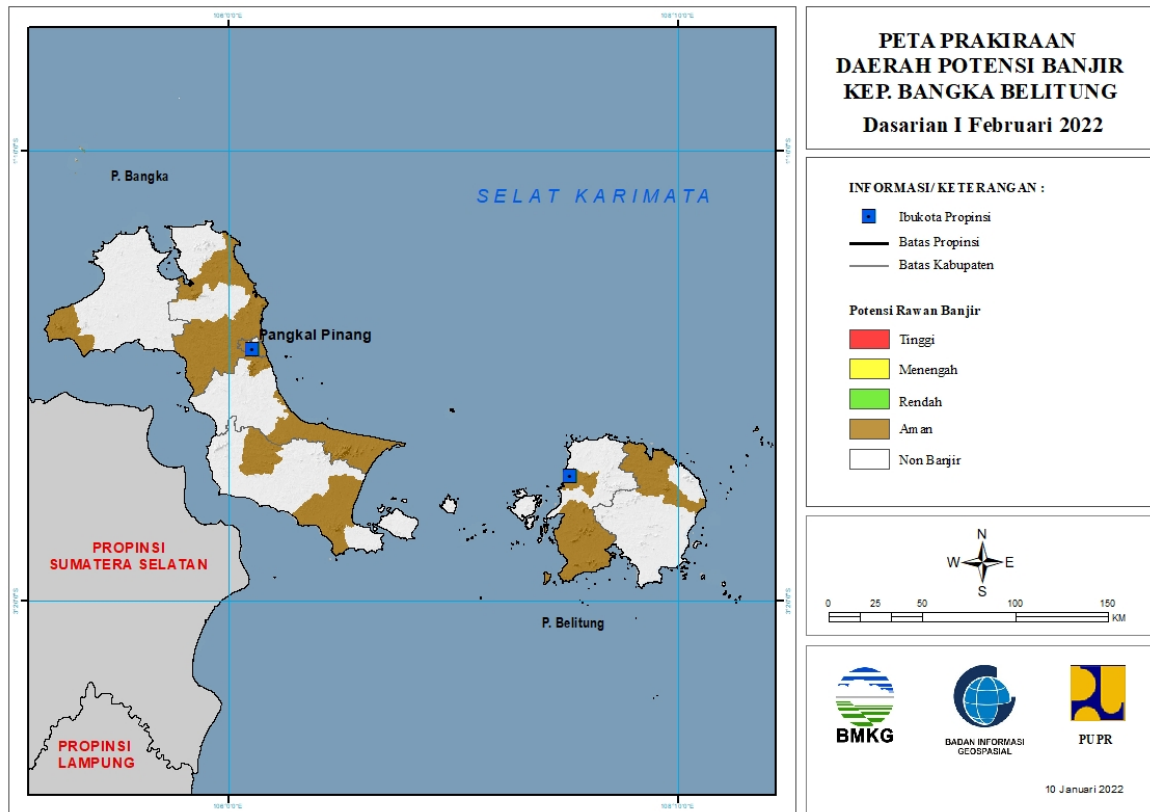 PETA PRAKIRAAN
DAERAH POTENSI BANJIR
KEP. BANGKA BELITUNG
Dasarian I Februari 2022
P. Bangka
SELAT KARIMATA
Pangkal Pinang
PROPINSI
SUMATERA SELATAN
P. Belitung
PROPINSI
LAMPUNG
INFORMASI/ KETERANGAN :
Ibukota Propinsi
Batas Propinsi
Batas Kabupaten
Potensi Rawan Banjir
Tinggi
Menengah
Rendah
Aman
Non Banjir
N
W E
S
0 25 50 100 150
KM
BMKG
BADAN INFORMASI
GEOSPASIAL
PUPR
10 Januari 2022